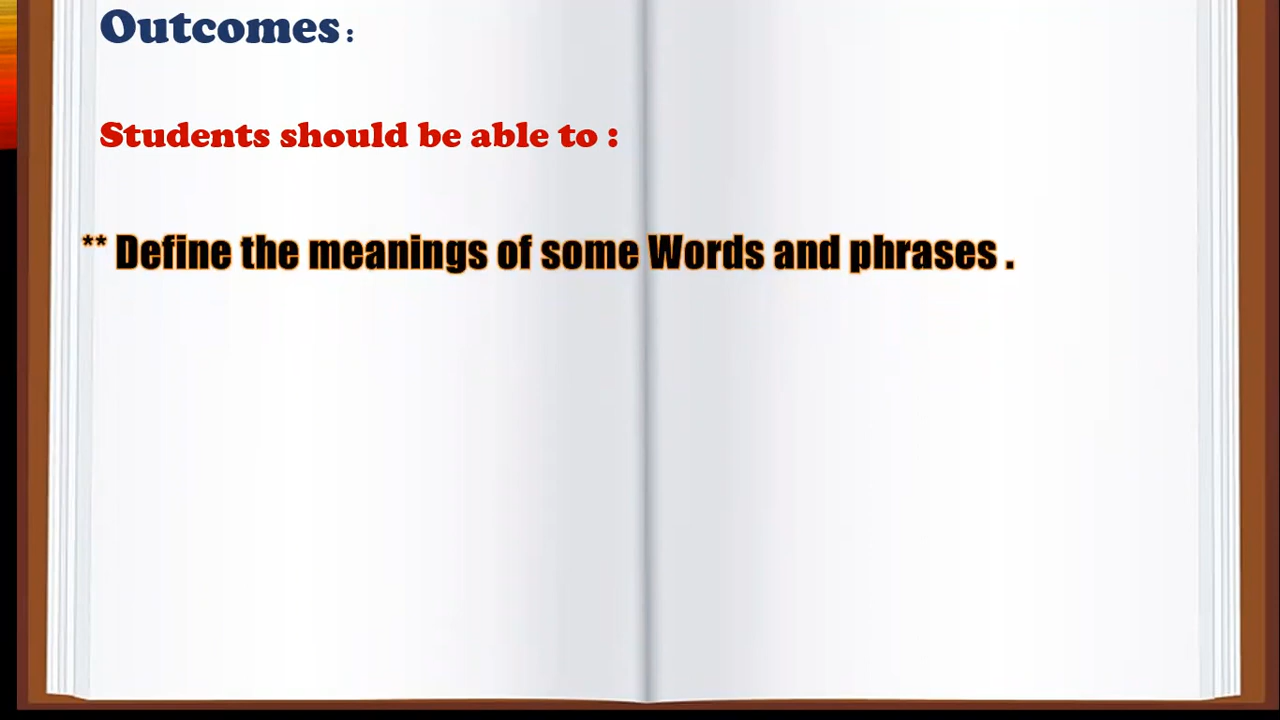 Outcomes :
Students should be able to :
** Define the meanings of some Words and phrases .